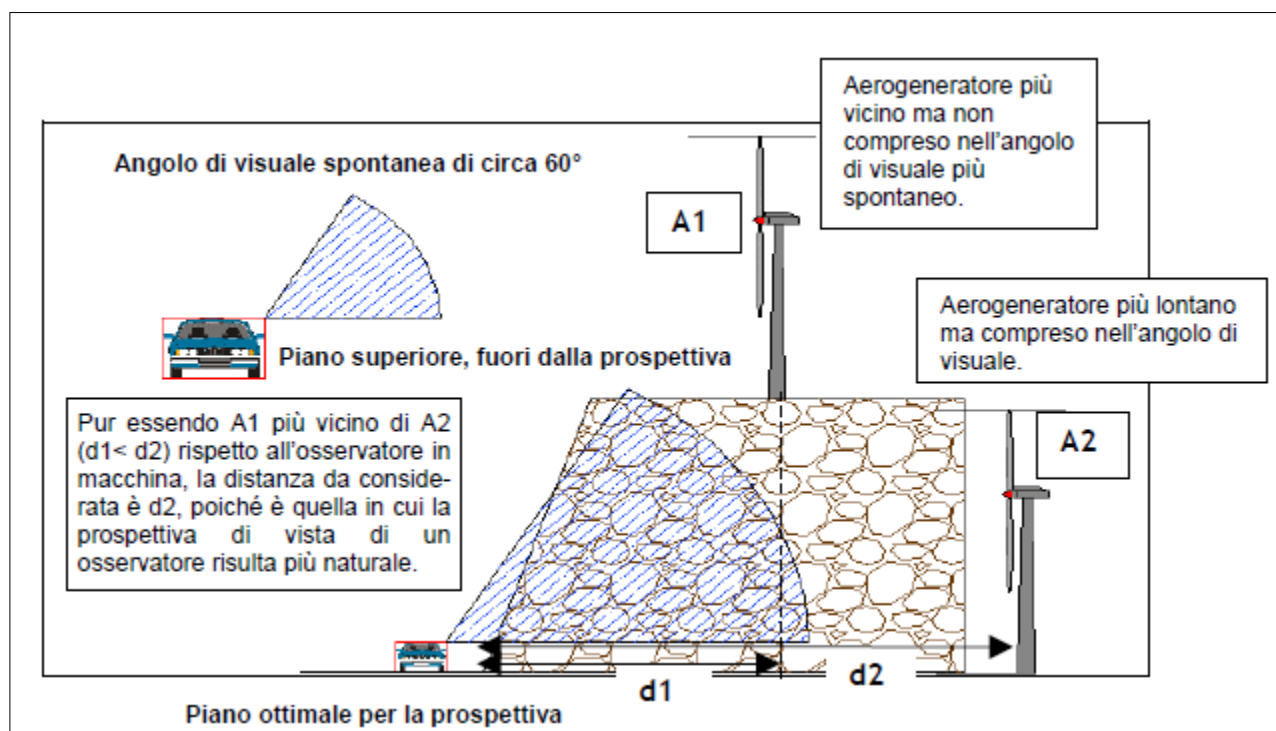 Aerogeneratore più
vicino ma non
compreso nell'angolo
di visuale più
spontaneo.
Angolo di visuale spontanea di circa 60°
A1
Aerogeneratore più lontano
ma compreso nell'angolo di
visuale.
Piano superiore, fuori dalla prospettiva
Pur essendo A1 più vicino di A2
(d1< d2) rispetto all'osservatore in
macchina, la distanza da conside-
rata è d2, poiché è quella in cui la
prospettiva di vista di un
osservatore risulta più naturale.
A2
d1
d2
Piano ottimale per la prospettiva